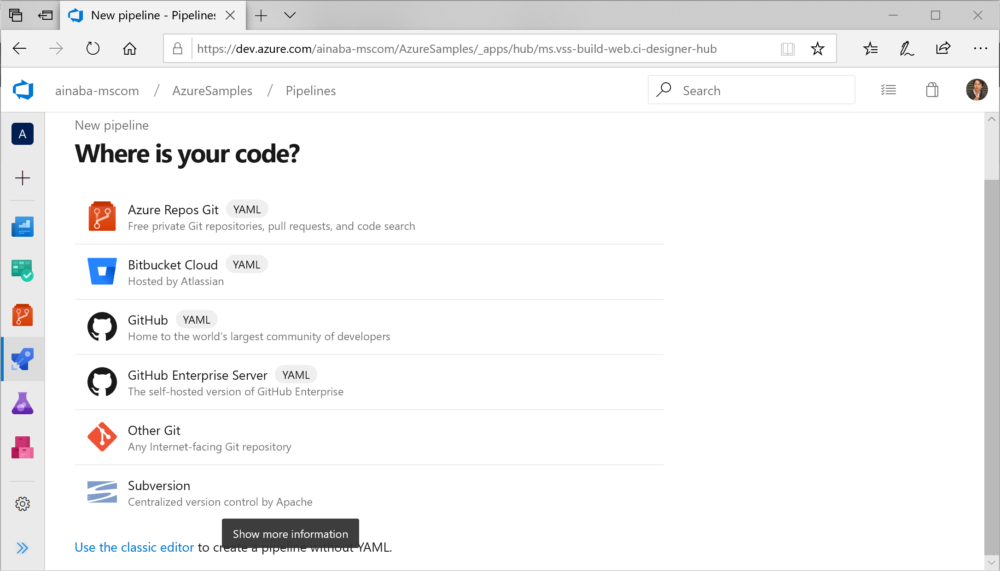 New pipeline - Pipelines
https://dev.azure.com/ainaba-mscom/AzureSamples/_apps/hub/ms.vss-build-web.ci-designer-hub
ainaba-mscom / AzureSamples / Pipelines
Search
A
New pipeline
Where is your code?
Azure Repos Git YAML
Free private Git repositories, pull requests, and code search
Bitbucket Cloud YAML
Hosted by Atlassian
GitHub YAML
Home to the world’s largest community of developers
GitHub Enterprise Server YAML
The self-hosted version of GitHub Enterprise
Other Git
Any Internet-facing Git repository
Subversion
Centralized version control by Apache
Show more information
Use the classic editor to create a pipeline without YAML.